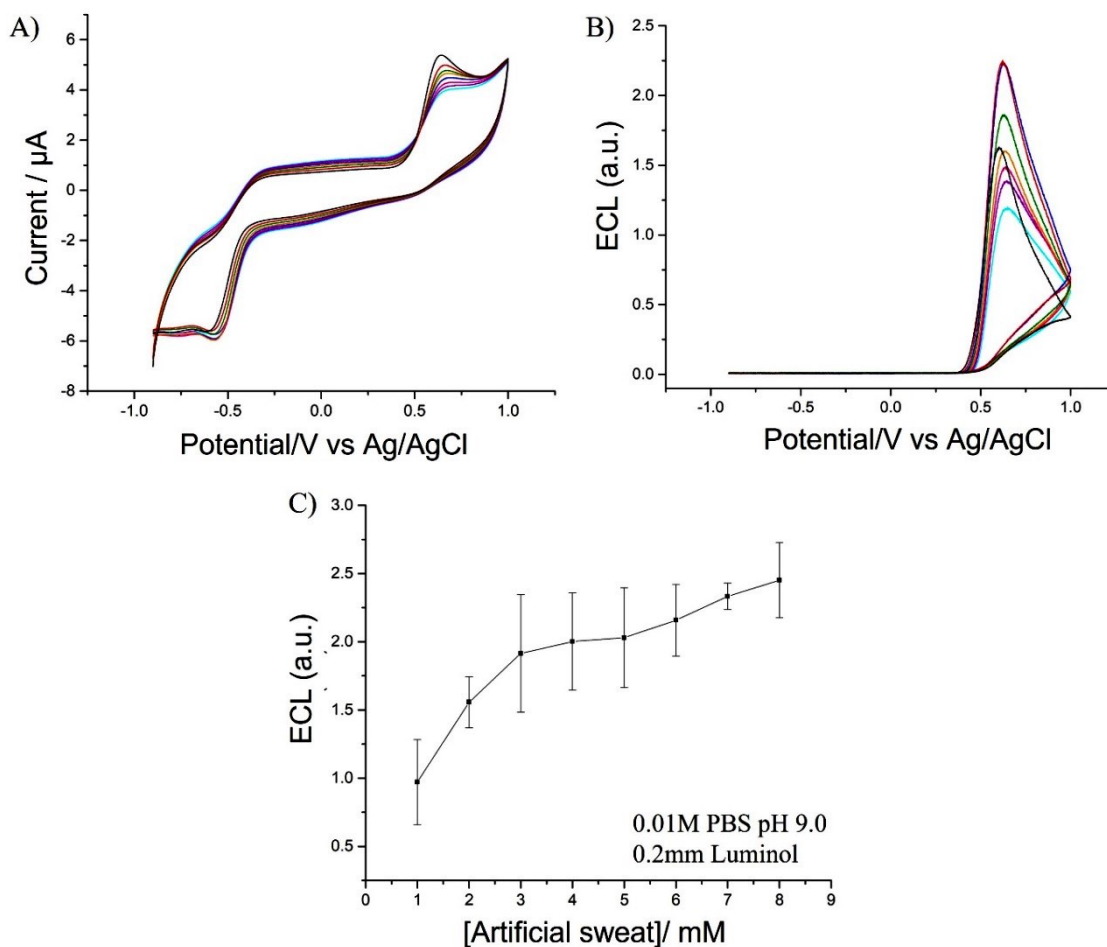 A)
6
4
2
0
-2
-4
-6
-8
Current / µA
-1.0 -0.5 0.0 0.5 1.0
Potential/V vs Ag/AgCl
B)
2.5
2.0
1.5
1.0
0.5
0.0
ECL (a.u.)
-1.0 -0.5 0.0 0.5 1.0
Potential/V vs Ag/AgCl
C)
3.0
2.5
2.0
1.5
1.0
0.5
ECL (a.u.)
0.01M PBS pH 9.0
0.2mm Luminol
0 1 2 3 4 5 6 7 8 9
[Artificial sweat]/ mM